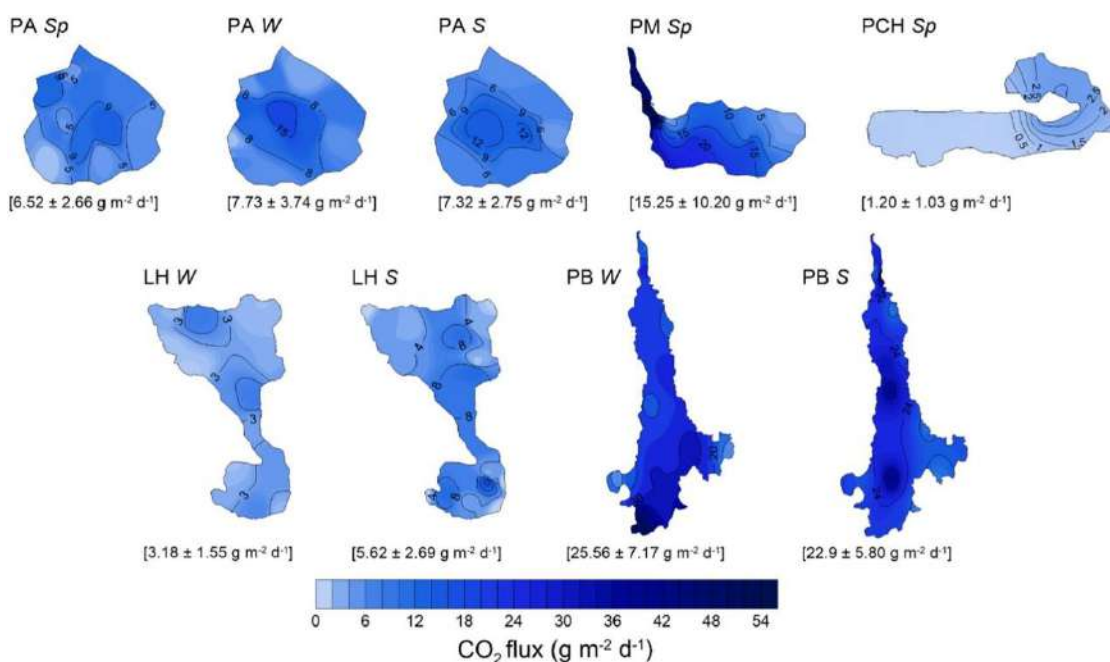 PA Sp
PA W
PA S
PM Sp
PCH Sp
[6.52 ± 2.66 g m⁻² d⁻¹]
[7.73 ± 3.74 g m⁻² d⁻¹]
[7.32 ± 2.75 g m⁻² d⁻¹]
[15.25 ± 10.20 g m⁻² d⁻¹]
[1.20 ± 1.03 g m⁻² d⁻¹]
LH W
LH S
PB W
PB S
[3.18 ± 1.55 g m⁻² d⁻¹]
[5.62 ± 2.69 g m⁻² d⁻¹]
[25.56 ± 7.17 g m⁻² d⁻¹]
[22.9 ± 5.80 g m⁻² d⁻¹]
0 6 12 18 24 30 36 42 48 54
CO₂ flux (g m⁻² d⁻¹)